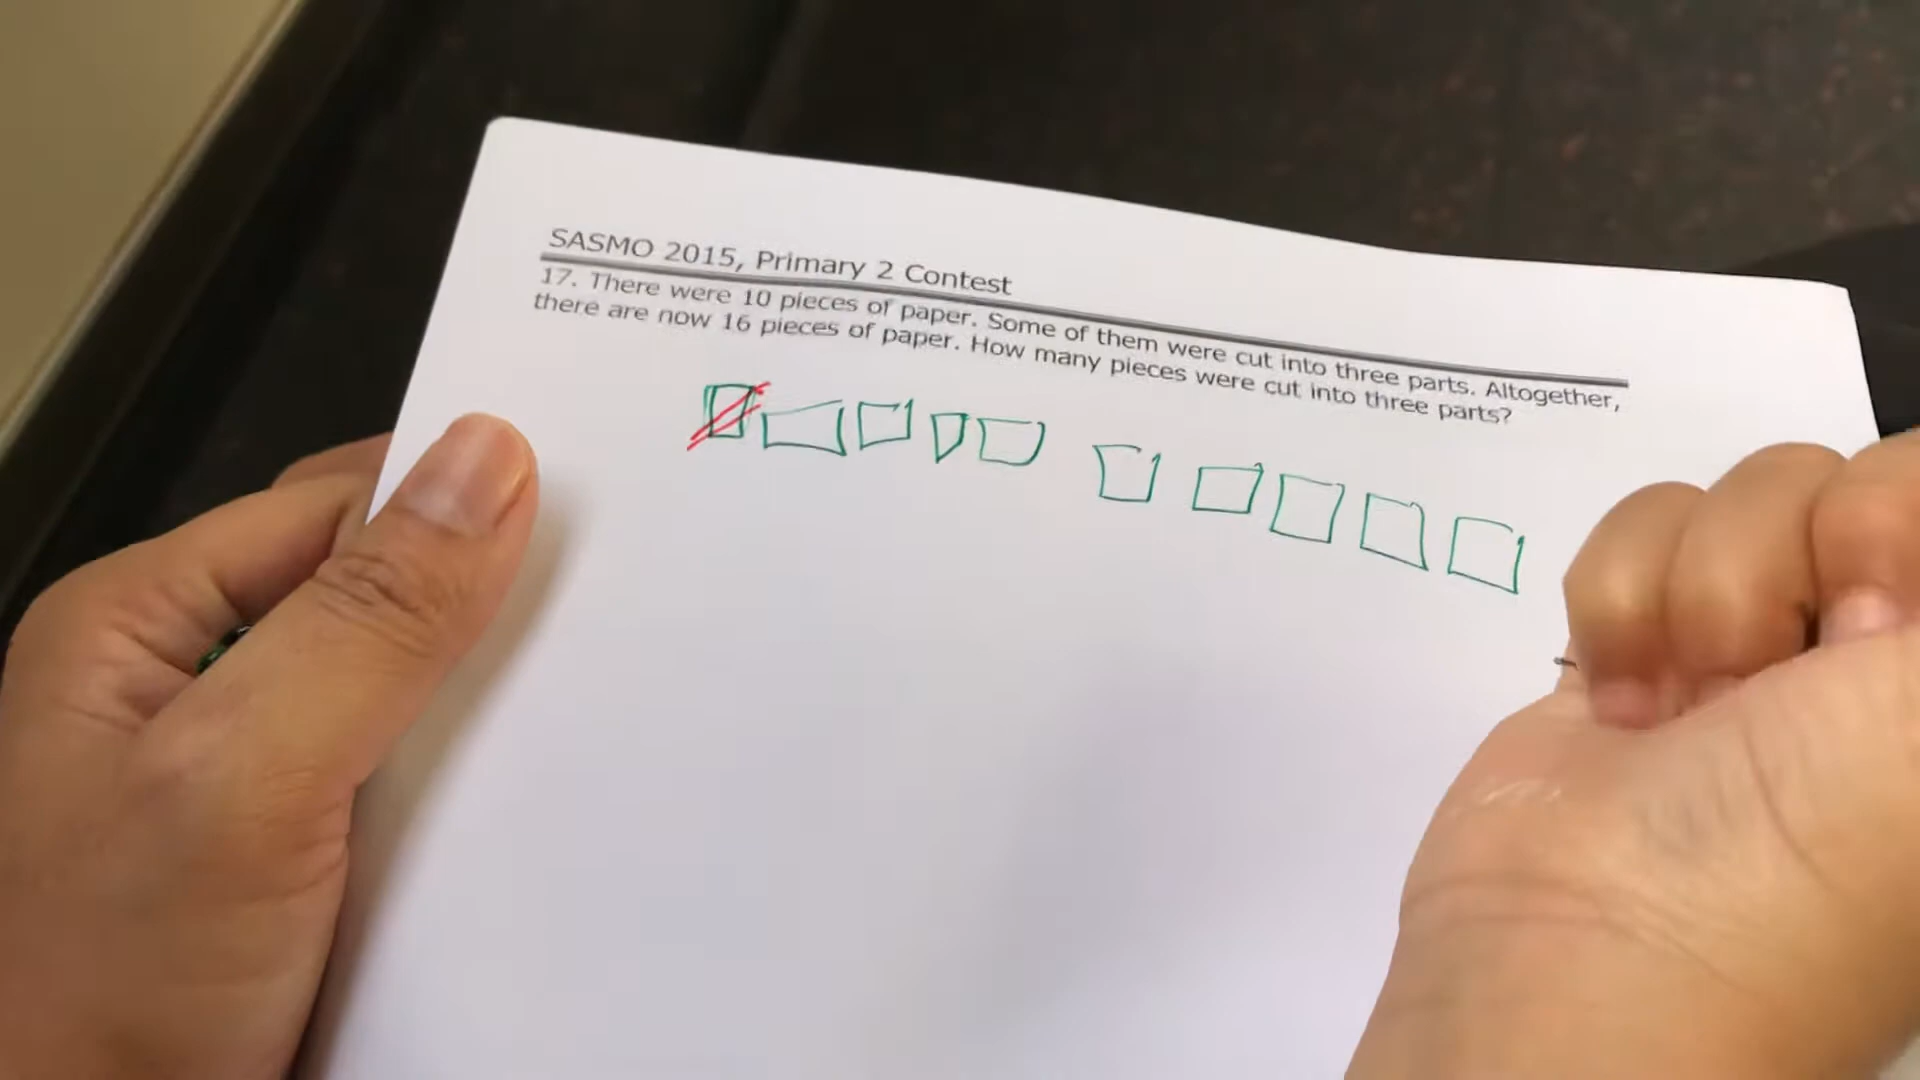 SASMO 2015, Primary 2 Contest
17. There were 10 pieces of paper. Some of them were cut into three parts. Altogether,
there are now 16 pieces of paper. How many pieces were cut into three parts?